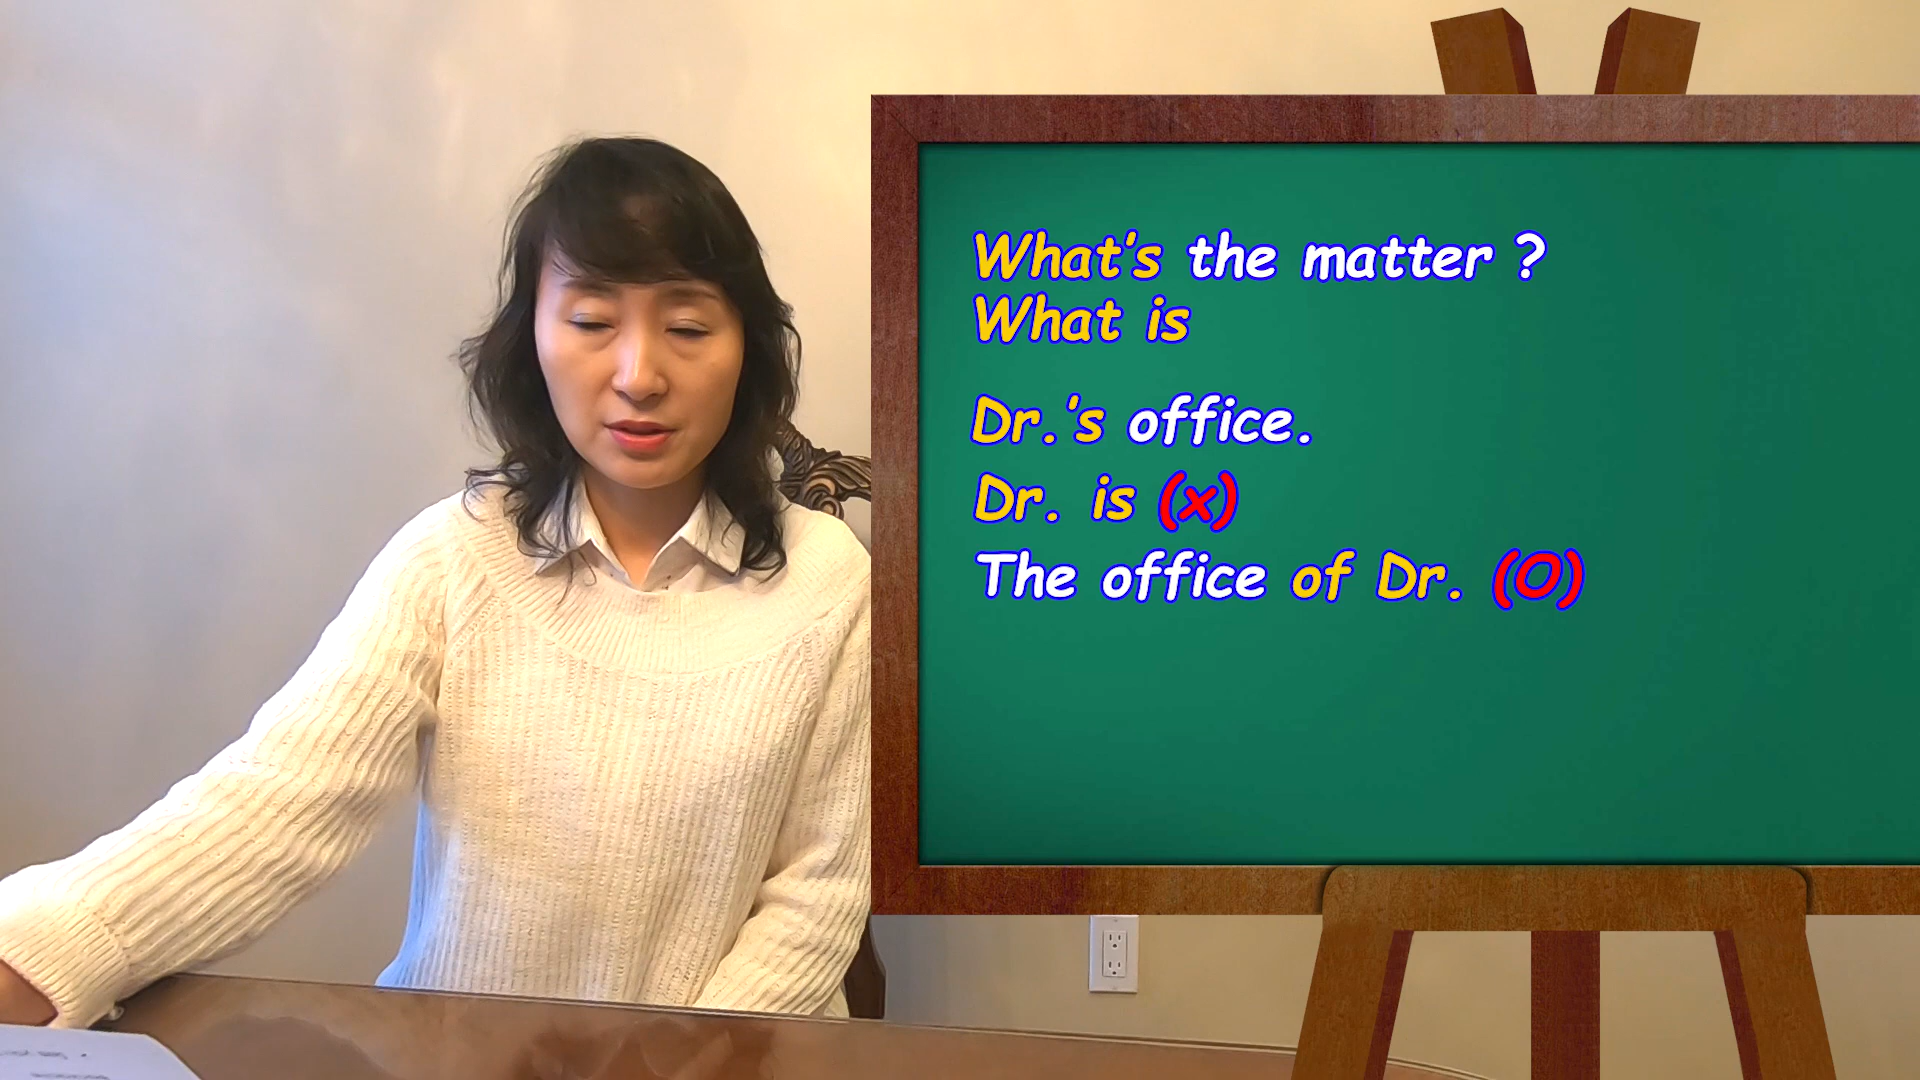 What's the matter ?
What is
Dr.'s office.
Dr. is (x)
The office of Dr. (O)